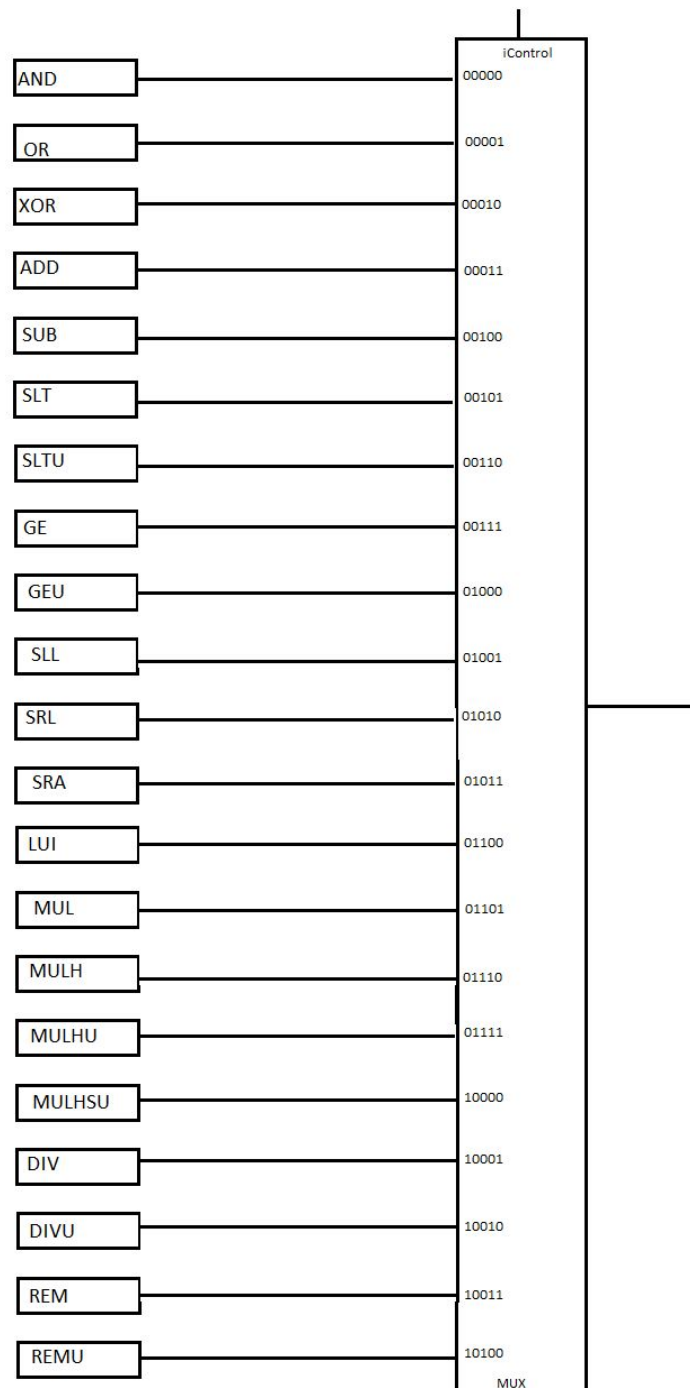 iControl
AND 00000
OR 00001
XOR 00010
ADD 00011
SUB 00100
SLT 00101
SLTU 00110
GE 00111
GEU 01000
SLL 01001
SRL 01010
SRA 01011
LUI 01100
MUL 01101
MULH 01110
MULHU 01111
MULHSU 10000
DIV 10001
DIVU 10010
REM 10011
REMU 10100
MUX